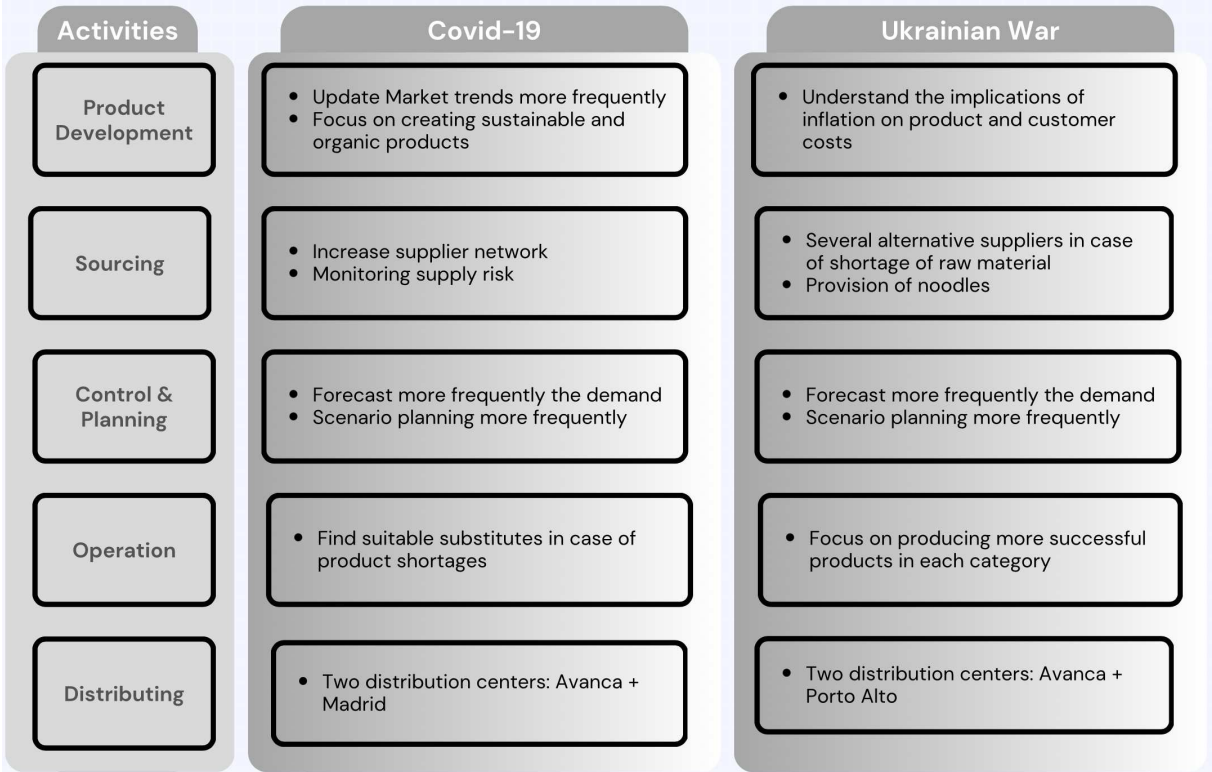 Activities
Covid-19
Ukrainian War
Product
Development
• Update Market trends more frequently
• Focus on creating sustainable and
organic products
• Understand the implications of
inflation on product and customer
costs
Sourcing
• Increase supplier network
• Monitoring supply risk
• Several alternative suppliers in case
of shortage of raw material
• Provision of noodles
Control &
Planning
• Forecast more frequently the demand
• Scenario planning more frequently
• Forecast more frequently the demand
• Scenario planning more frequently
Operation
• Find suitable substitutes in case of
product shortages
• Focus on producing more successful
products in each category
Distributing
• Two distribution centers: Avanca +
Madrid
• Two distribution centers: Avanca +
Porto Alto